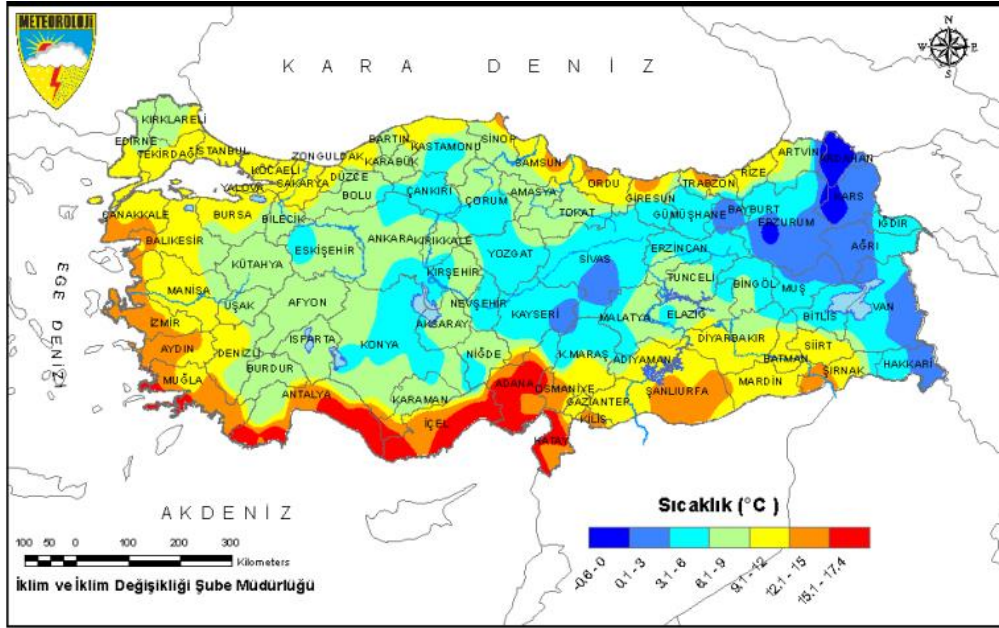 METEOROLOJİ
N
W E
S
KARA DENİZ
KIRKLARELİ
EDİRNE
TEKİRDAĞ
İSTANBUL
KOCAELİ
YALOVA
SAKARYA
DÜZCE
ZONGULDAK
BARTIN
KARABÜK
KASTAMONU
SİNOP
SAMSUN
ORDU
GİRESUN
TRABZON
RİZE
ARTVİN
ARDAHAN
KARS
IĞDIR
AĞRI
ERZURUM
BAYBURT
GÜMÜŞHANE
TOKAT
AMASYA
ÇORUM
ÇANKIRI
BOLU
BİLECİK
BURSA
ÇANAKKALE
BALIKESİR
KÜTAHYA
ESKİŞEHİR
ANKARA
KIRIKKALE
YOZGAT
SİVAS
ERZİNCAN
TUNCELİ
BİNGÖL
MUŞ
VAN
BİTLİS
ELAZIĞ
MALATYA
KAYSERİ
NEVŞEHİR
KIRŞEHİR
AKSARAY
KONYA
AFYON
UŞAK
MANİSA
İZMİR
AYDIN
DENİZLİ
ISPARTA
BURDUR
MUĞLA
ANTALYA
KARAMAN
NİĞDE
İÇEL
ADANA
OSMANİYE
K.MARAŞ
ADIYAMAN
GAZİANTEP
KİLİS
HATAY
ŞANLIURFA
DİYARBAKIR
MARDİN
BATMAN
SİİRT
ŞIRNAK
HAKKARİ
EGE DENİZİ
AKDENİZ
100 50 0 100 200 300
Kilometers
İklim ve İklim Değişikliği Şube Müdürlüğü
Sıcaklık (°C )
-0.6 - 0
0.1 - 3
3.1 - 6
6.1 - 9
9.1 - 12
12.1 - 15
15.1 - 17.4